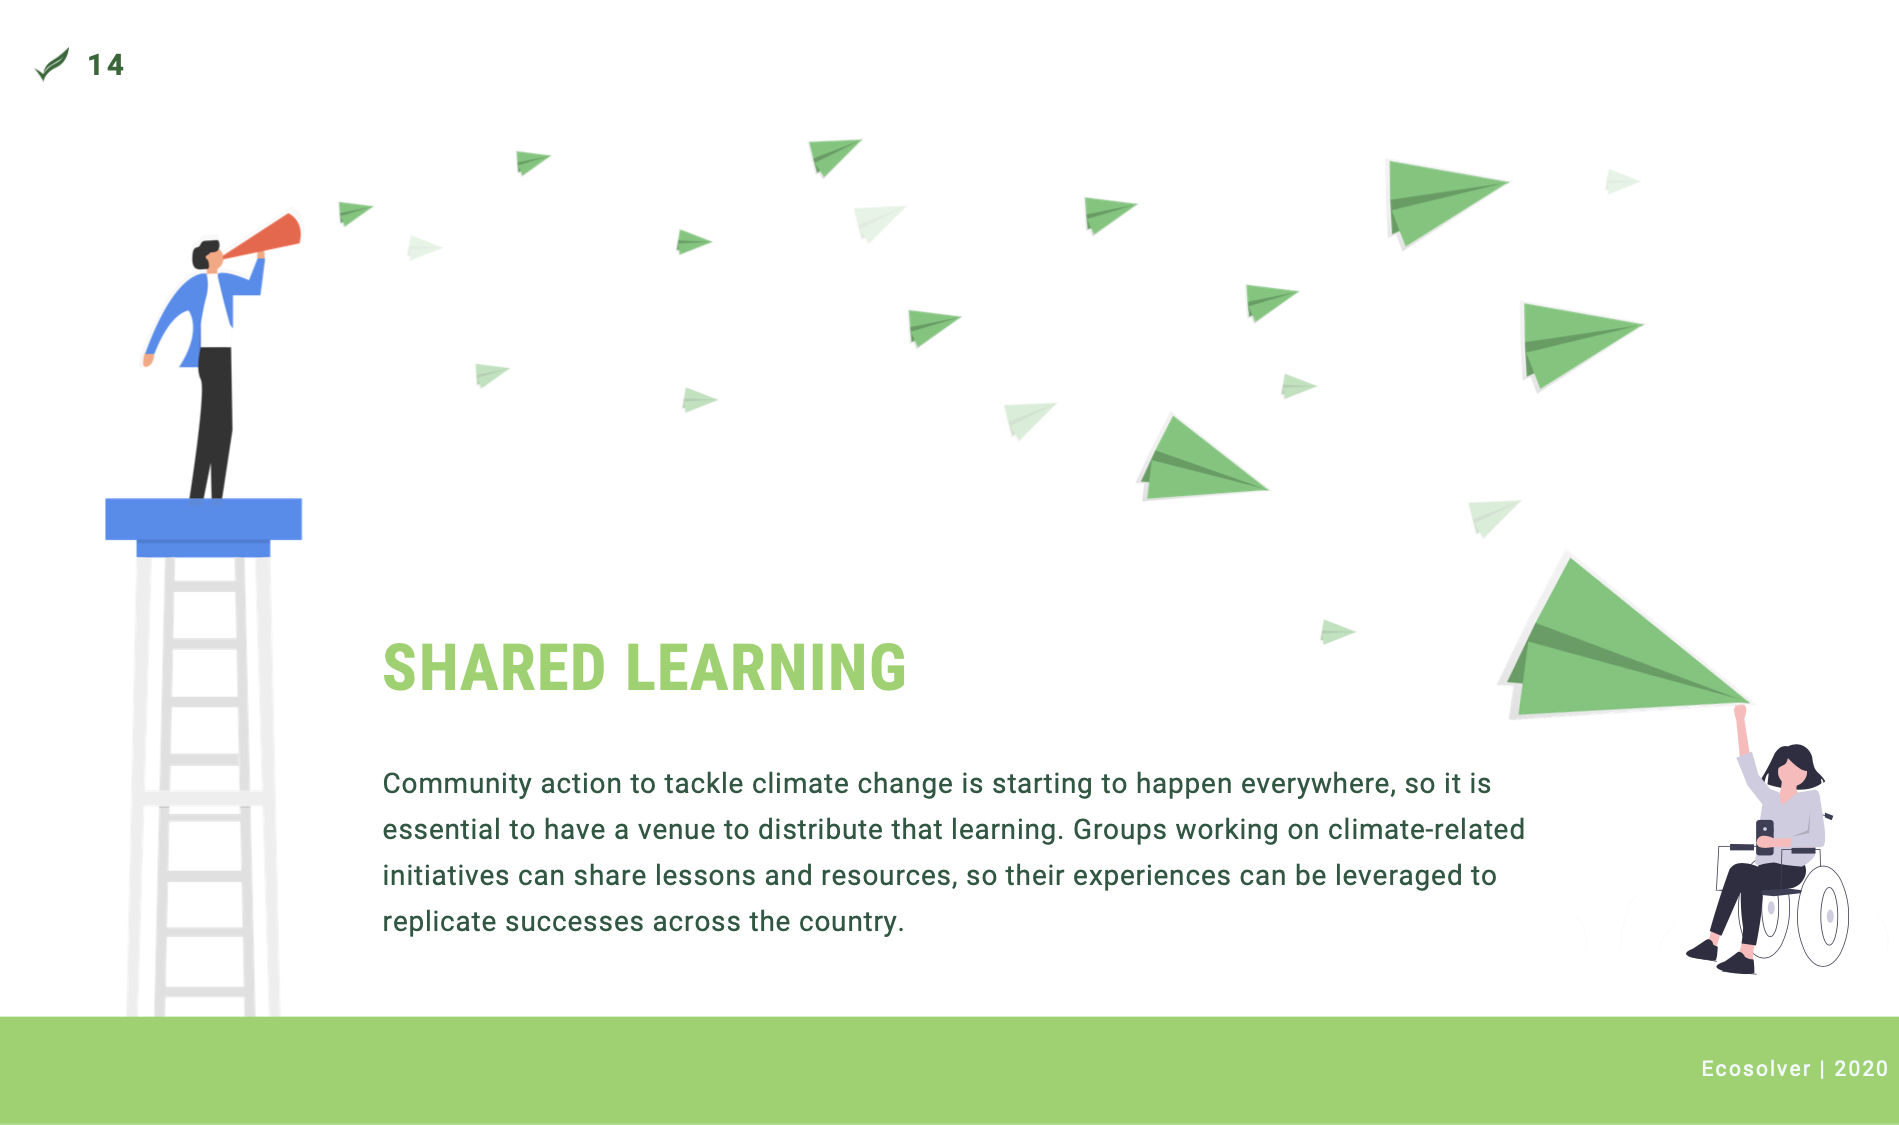 14
SHARED LEARNING
Community action to tackle climate change is starting to happen everywhere, so it is
essential to have a venue to distribute that learning. Groups working on climate-related
initiatives can share lessons and resources, so their experiences can be leveraged to
replicate successes across the country.
Ecosolver | 2020